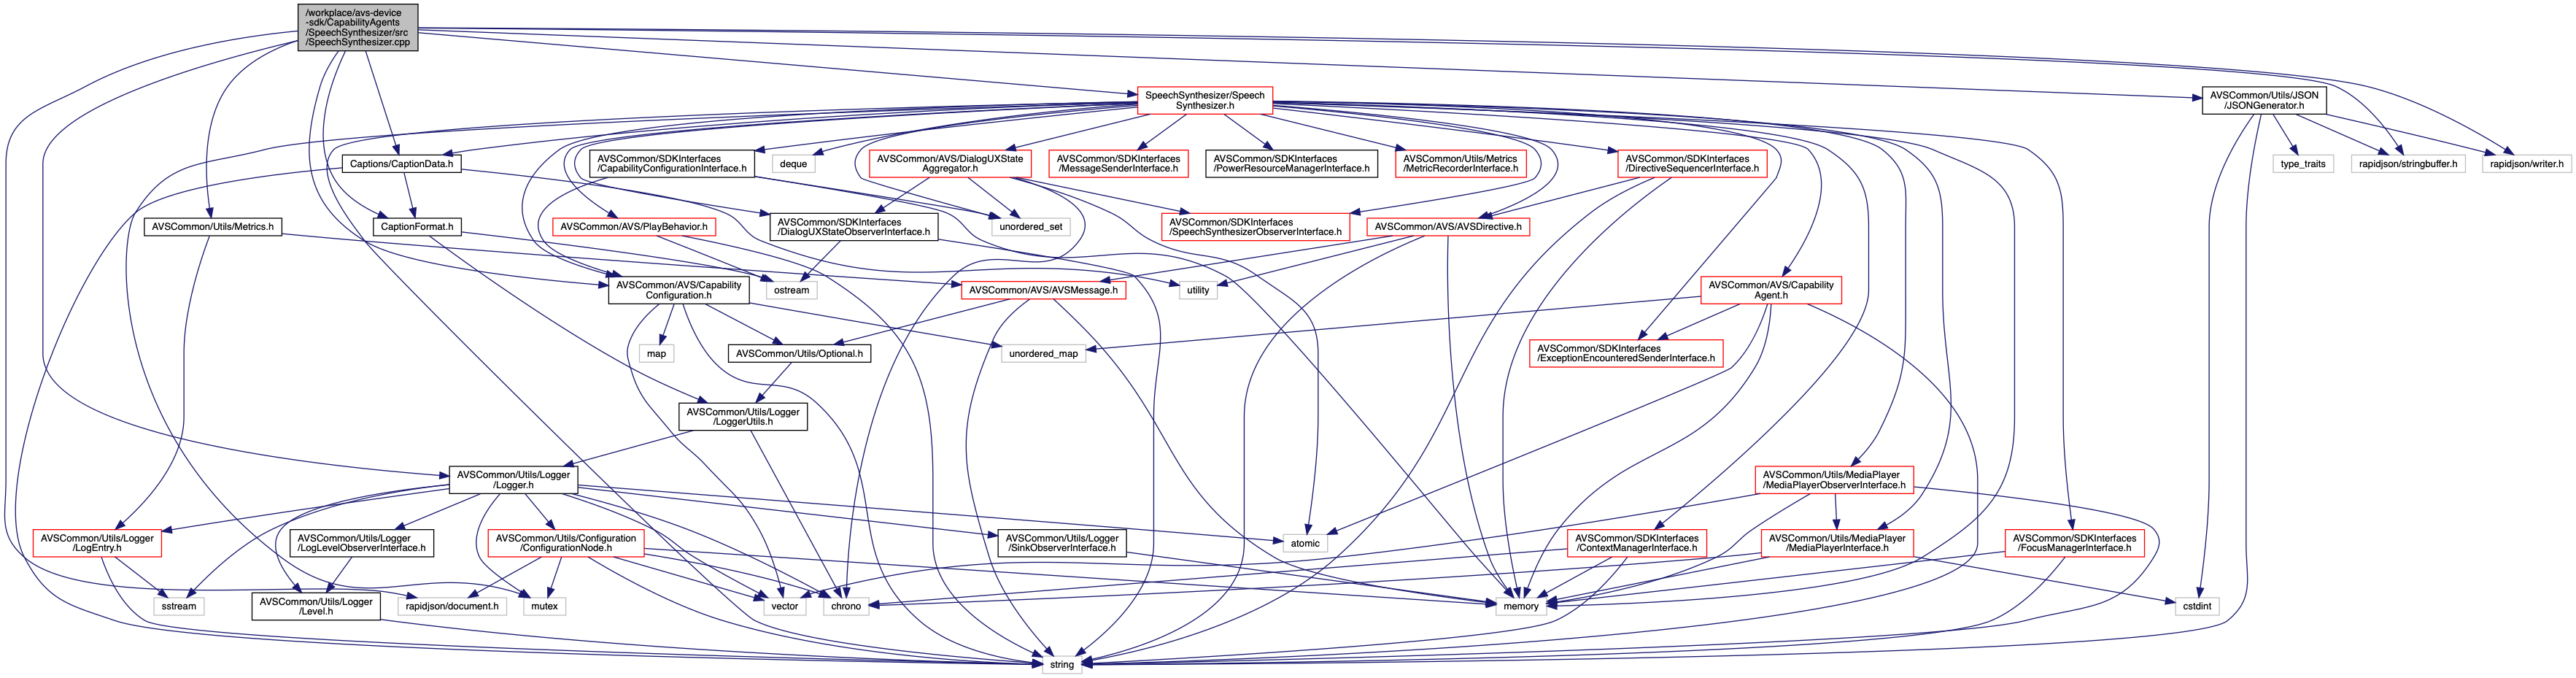 /workplace/avs-device
-sdk/CapabilityAgents
/SpeechSynthesizer/src
/SpeechSynthesizer.cpp
SpeechSynthesizer/Speech
Synthesizer.h
AVSCommon/Utils/JSON
/JSONGenerator.h
Captions/CaptionData.h
AVSCommon/SDKInterfaces
/CapabilityConfigurationInterface.h
deque
AVSCommon/AVS/DialogUXState
Aggregator.h
AVSCommon/SDKInterfaces
/MessageSenderInterface.h
AVSCommon/SDKInterfaces
/PowerResourceManagerInterface.h
AVSCommon/Utils/Metrics
/MetricRecorderInterface.h
AVSCommon/SDKInterfaces
/DirectiveSequencerInterface.h
type_traits
rapidjson/stringbuffer.h
rapidjson/writer.h
AVSCommon/Utils/Metrics.h
CaptionFormat.h
AVSCommon/AVS/PlayBehavior.h
AVSCommon/SDKInterfaces
/DialogUXStateObserverInterface.h
unordered_set
AVSCommon/SDKInterfaces
/SpeechSynthesizerObserverInterface.h
AVSCommon/AVS/AVSDirective.h
AVSCommon/AVS/Capability
Configuration.h
ostream
AVSCommon/AVS/AVSMessage.h
utility
AVSCommon/AVS/Capability
Agent.h
map
AVSCommon/Utils/Optional.h
unordered_map
AVSCommon/SDKInterfaces
/ExceptionEncounteredSenderInterface.h
AVSCommon/Utils/Logger
/LoggerUtils.h
AVSCommon/Utils/Logger
/Logger.h
AVSCommon/Utils/MediaPlayer
/MediaPlayerObserverInterface.h
AVSCommon/Utils/Logger
/LogEntry.h
AVSCommon/Utils/Logger
/LogLevelObserverInterface.h
AVSCommon/Utils/Configuration
/ConfigurationNode.h
AVSCommon/Utils/Logger
/SinkObserverInterface.h
atomic
AVSCommon/SDKInterfaces
/ContextManagerInterface.h
AVSCommon/Utils/MediaPlayer
/MediaPlayerInterface.h
AVSCommon/SDKInterfaces
/FocusManagerInterface.h
sstream
AVSCommon/Utils/Logger
/Level.h
rapidjson/document.h
mutex
vector
chrono
memory
cstdint
string